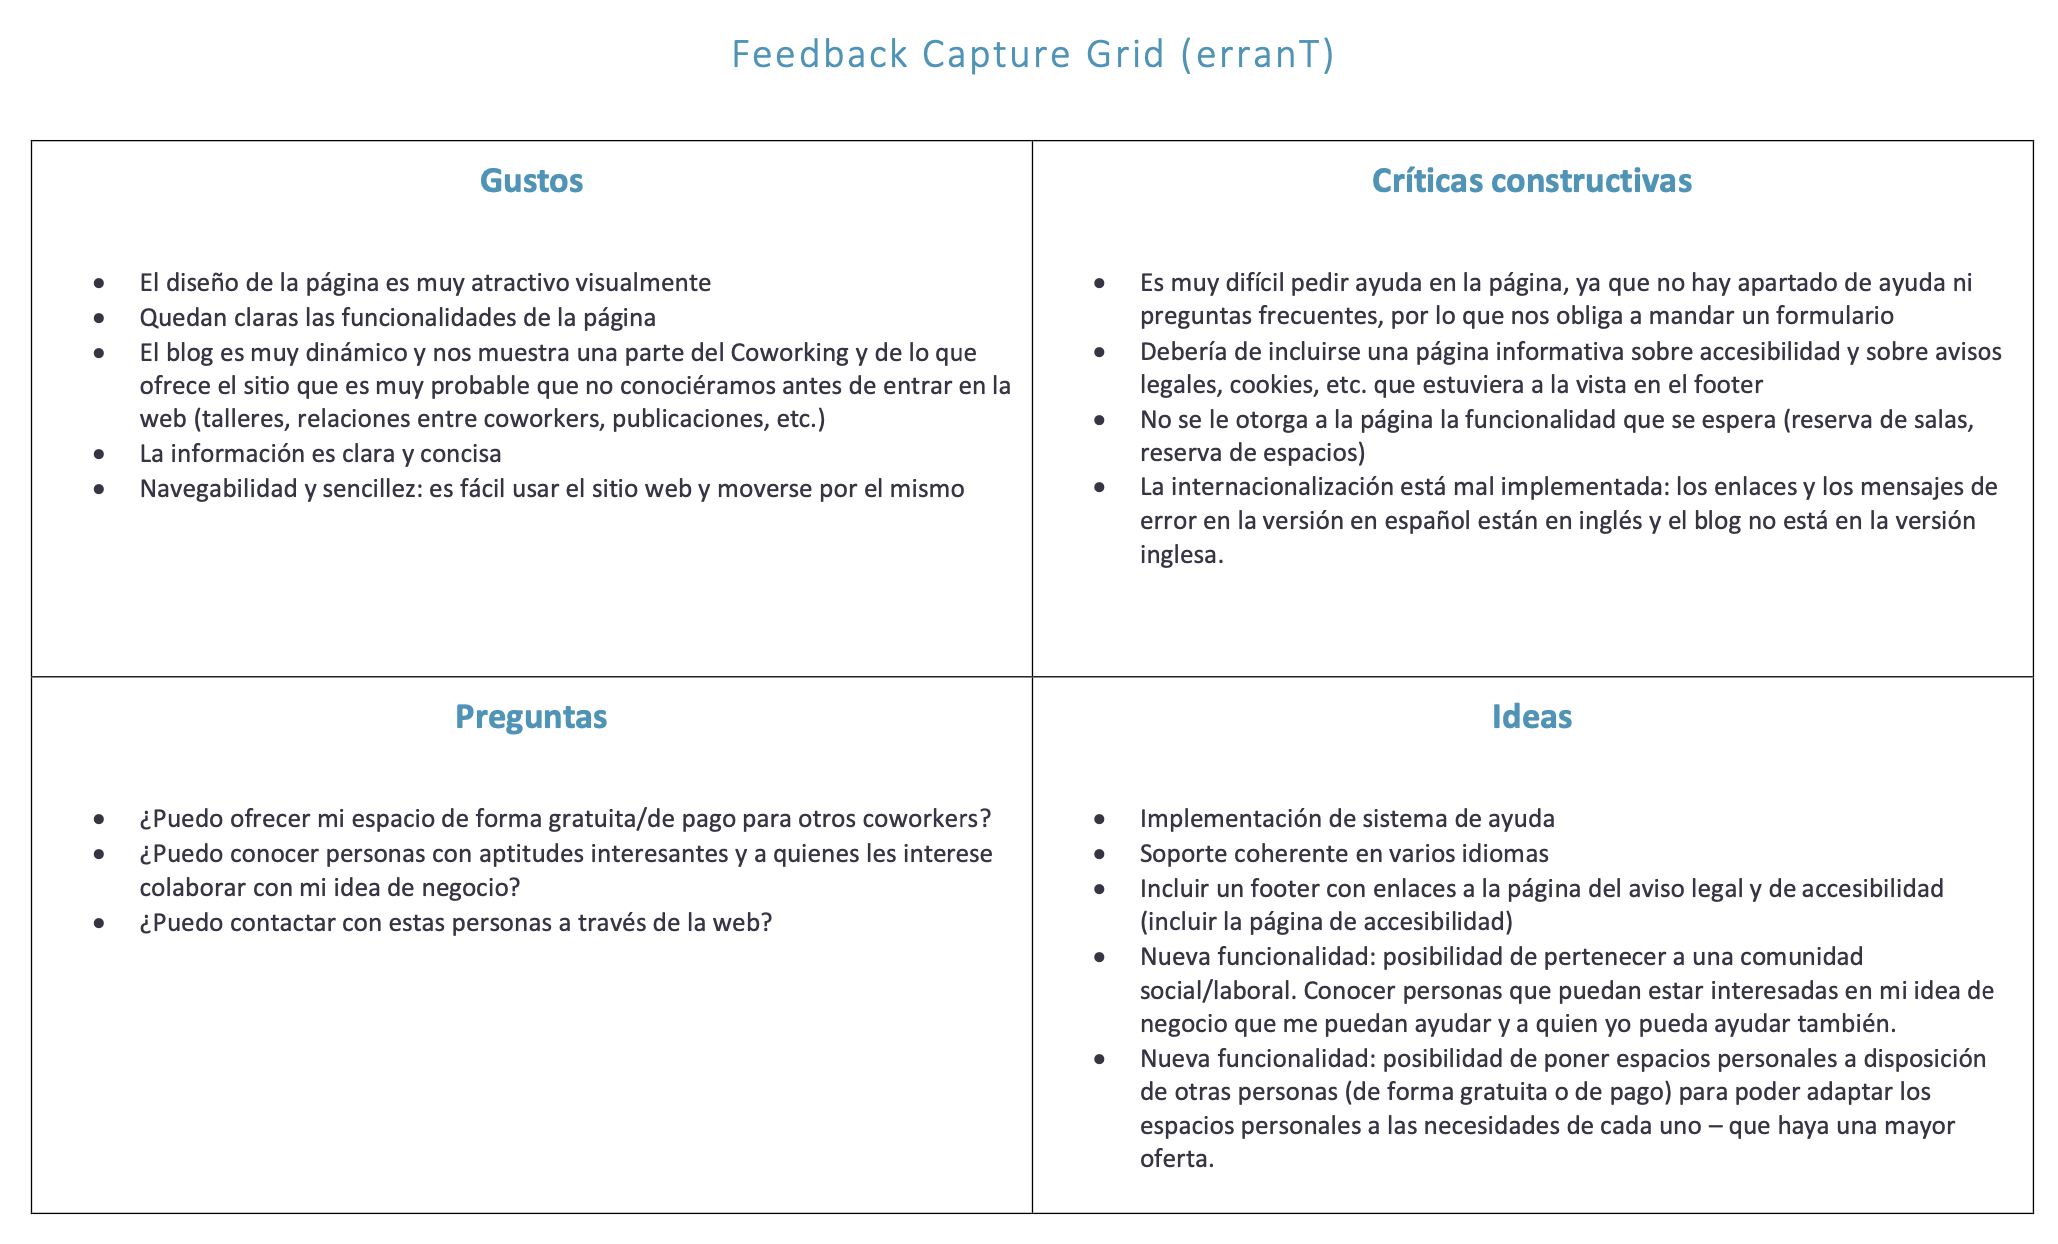 Feedback Capture Grid (erranT)
Gustos
• El diseño de la página es muy atractivo visualmente
• Quedan claras las funcionalidades de la página
• El blog es muy dinámico y nos muestra una parte del Coworking y de lo que
ofrece el sitio que es muy probable que no conociéramos antes de entrar en la
web (talleres, relaciones entre coworkers, publicaciones, etc.)
• La información es clara y concisa
• Navegabilidad y sencillez: es fácil usar el sitio web y moverse por el mismo
Críticas constructivas
• Es muy difícil pedir ayuda en la página, ya que no hay apartado de ayuda ni
preguntas frecuentes, por lo que nos obliga a mandar un formulario
• Debería de incluirse una página informativa sobre accesibilidad y sobre avisos
legales, cookies, etc. que estuviera a la vista en el footer
• No se le otorga a la página la funcionalidad que se espera (reserva de salas,
reserva de espacios)
• La internacionalización está mal implementada: los enlaces y los mensajes de
error en la versión en español están en inglés y el blog no está en la versión
inglesa.
Preguntas
• ¿Puedo ofrecer mi espacio de forma gratuita/de pago para otros coworkers?
• ¿Puedo conocer personas con aptitudes interesantes y a quienes les interese
colaborar con mi idea de negocio?
• ¿Puedo contactar con estas personas a través de la web?
Ideas
• Implementación de sistema de ayuda
• Soporte coherente en varios idiomas
• Incluir un footer con enlaces a la página del aviso legal y de accesibilidad
(incluir la página de accesibilidad)
• Nueva funcionalidad: posibilidad de pertenecer a una comunidad
social/laboral. Conocer personas que puedan estar interesadas en mi idea de
negocio que me puedan ayudar y a quien yo pueda ayudar también.
• Nueva funcionalidad: posibilidad de poner espacios personales a disposición
de otras personas (de forma gratuita o de pago) para poder adaptar los
espacios personales a las necesidades de cada uno – que haya una mayor
oferta.